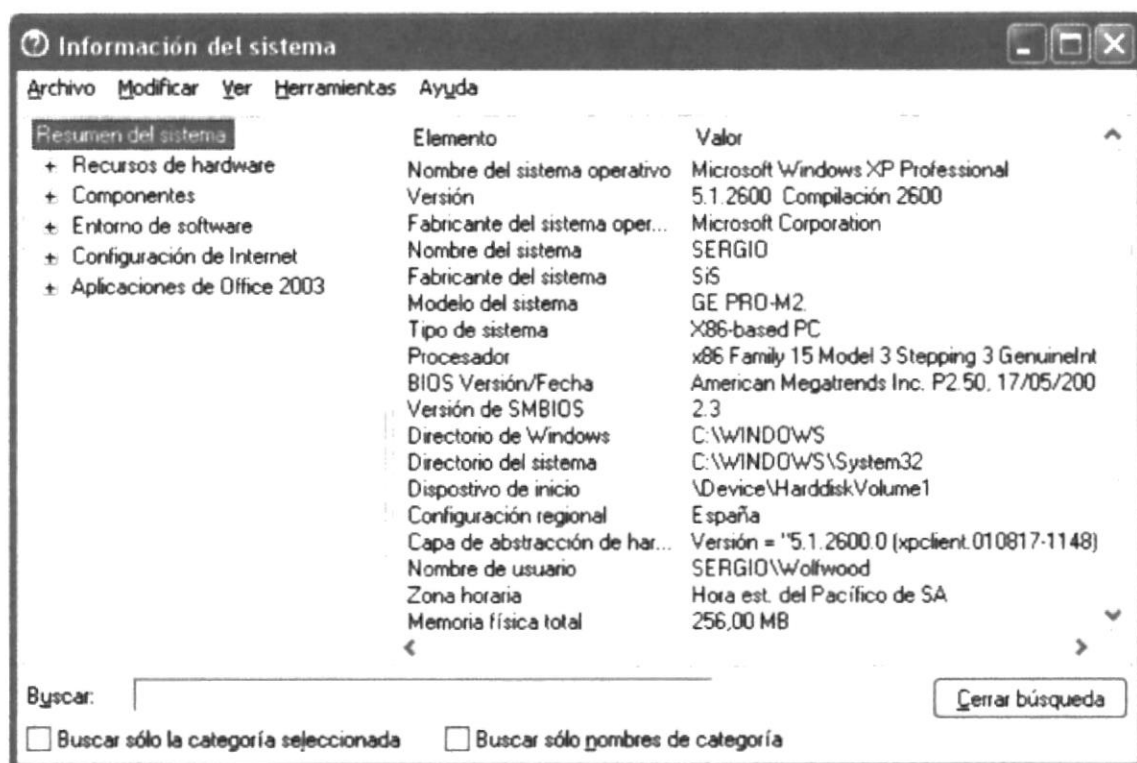 Información del sistema
Archivo Modificar Ver Herramientas Ayuda
Resumen del sistema
+ Recursos de hardware
+ Componentes
+ Entorno de software
+ Configuración de Internet
+ Aplicaciones de Office 2003
Elemento Valor
Nombre del sistema operativo Microsoft Windows XP Professional
Versión 5.1.2600 Compilación 2600
Fabricante del sistema oper... Microsoft Corporation
Nombre del sistema SERGIO
Fabricante del sistema SiS
Modelo del sistema GE PRO-M2.
Tipo de sistema X86-based PC
Procesador x86 Family 15 Model 3 Stepping 3 GenuineInt
BIOS Versión/Fecha American Megatrends Inc. P2.50, 17/05/200
Versión de SMBIOS 2.3
Directorio de Windows C:\WINDOWS
Directorio del sistema C:\WINDOWS\System32
Dispostivo de inicio \Device\HarddiskVolume1
Configuración regional España
Capa de abstracción de har... Versión = "5.1.2600.0 (xpclient.010817-1148)
Nombre de usuario SERGIO\Wolfwood
Zona horaria Hora est. del Pacífico de SA
Memoria física total 256,00 MB
Buscar: Cerrar búsqueda
Buscar sólo la categoría seleccionada Buscar sólo nombres de categoría